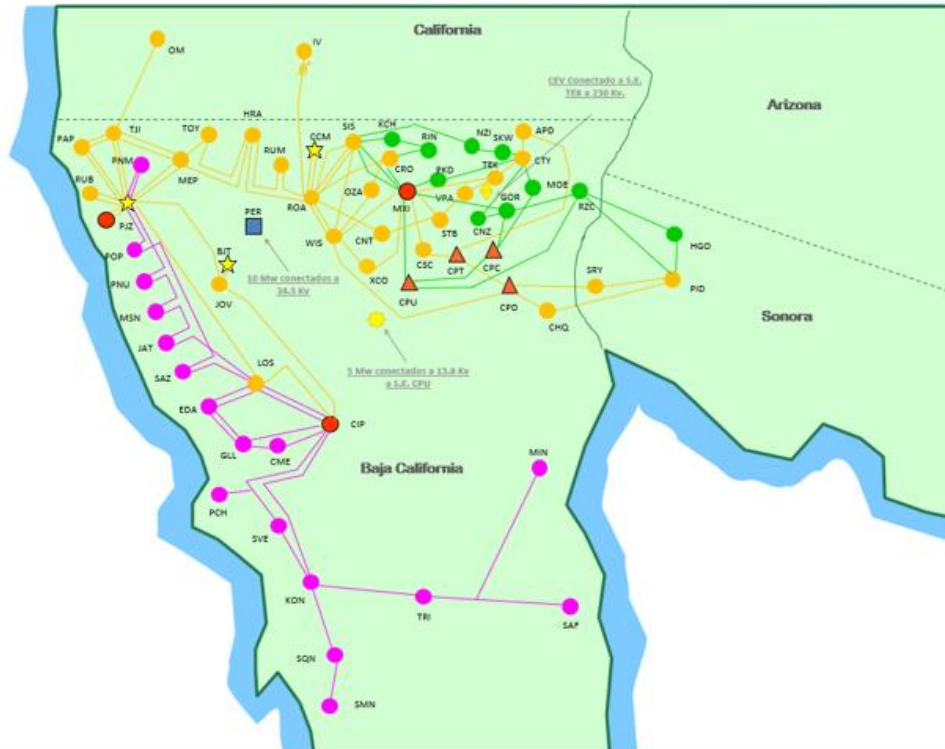 California
OM
IV
CEV Conectado a S.E.
TEK a 230 Kv.
Arizona
HRA
TJI
TOY
SIS
KCH
RIN
NZI
SKW
APD
PAP
CCM
PNM
RUM
CRO
CTY
MEP
PKD
TEK
RUB
OZA
MOE
ROA
MXI
VPA
GOR
RZC
PER
PJZ
CNZ
STB
WIS
CNT
HGO
POP
BJT
CSC
CPT
CPC
XCO
SRY
10 Mw conectados a
34.5 Kv
PNU
JOV
PID
CPU
CPD
MSN
CHQ
Sonora
JAT
LOS
5 Mw conectados a 13.8 Kv
a S.E. CPU
SAZ
EDA
CIP
GLL
CME
Baja California
MIN
PCH
SVE
KON
TRI
SAF
SQN
SMN